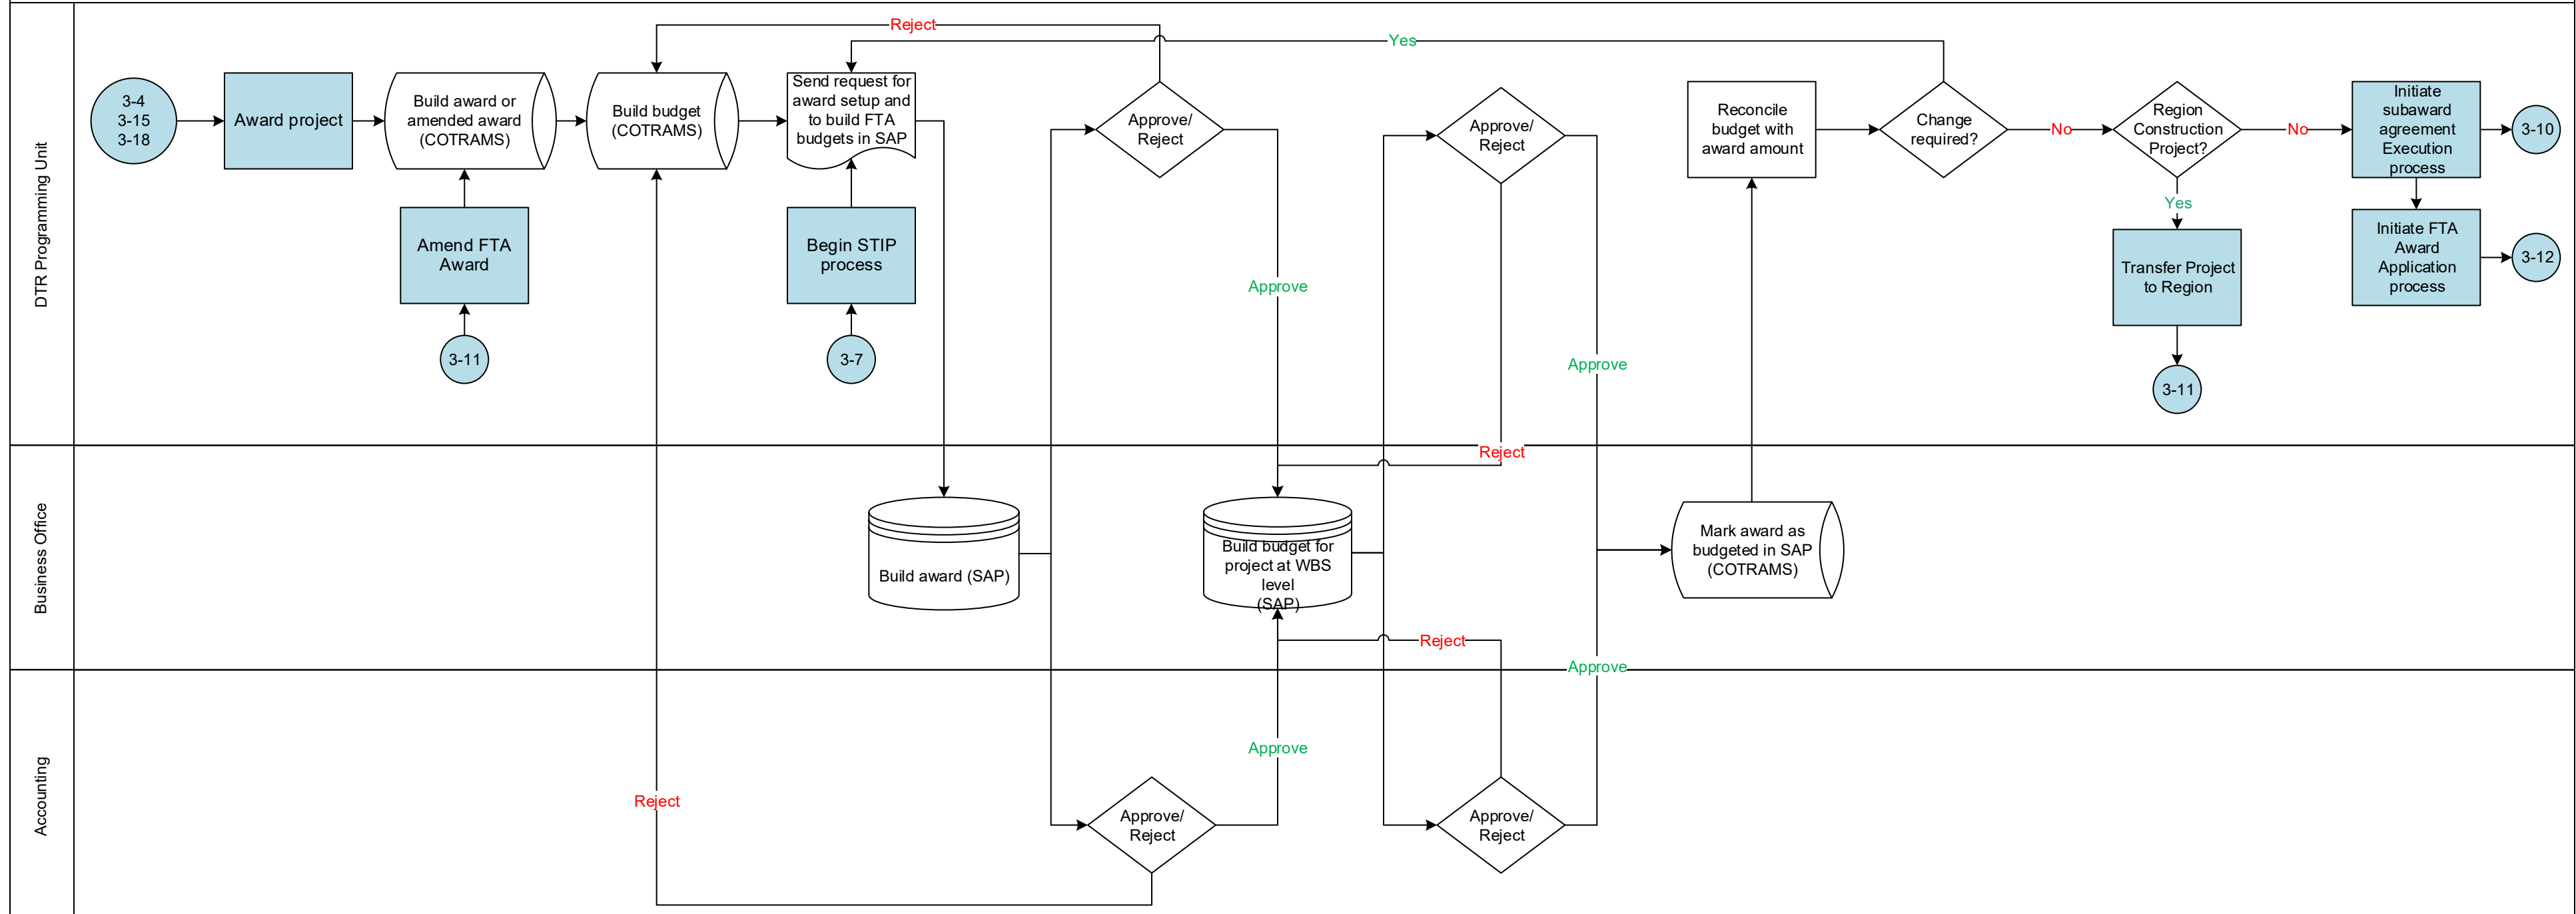 DTR Programming Unit
3-4
3-15
3-18
Award project
Build award or
amended award
(COTRAMS)
Amend FTA
Award
3-11
Build budget
(COTRAMS)
Send request for
award setup and
to build FTA
budgets in SAP
Begin STIP
process
3-7
Reject
Yes
Approve/
Reject
Approve
Approve/
Reject
Approve
Reject
Reconcile
budget with
award amount
Change
required?
No
Region
Construction
Project?
No
Yes
Transfer Project
to Region
3-11
Initiate
subaward
agreement
Execution
process
3-10
Initiate FTA
Award
Application
process
3-12
Business Office
Build award (SAP)
Build budget for
project at WBS
level
(SAP)
Mark award as
budgeted in SAP
(COTRAMS)
Reject
Approve
Accounting
Reject
Approve/
Reject
Approve
Approve/
Reject